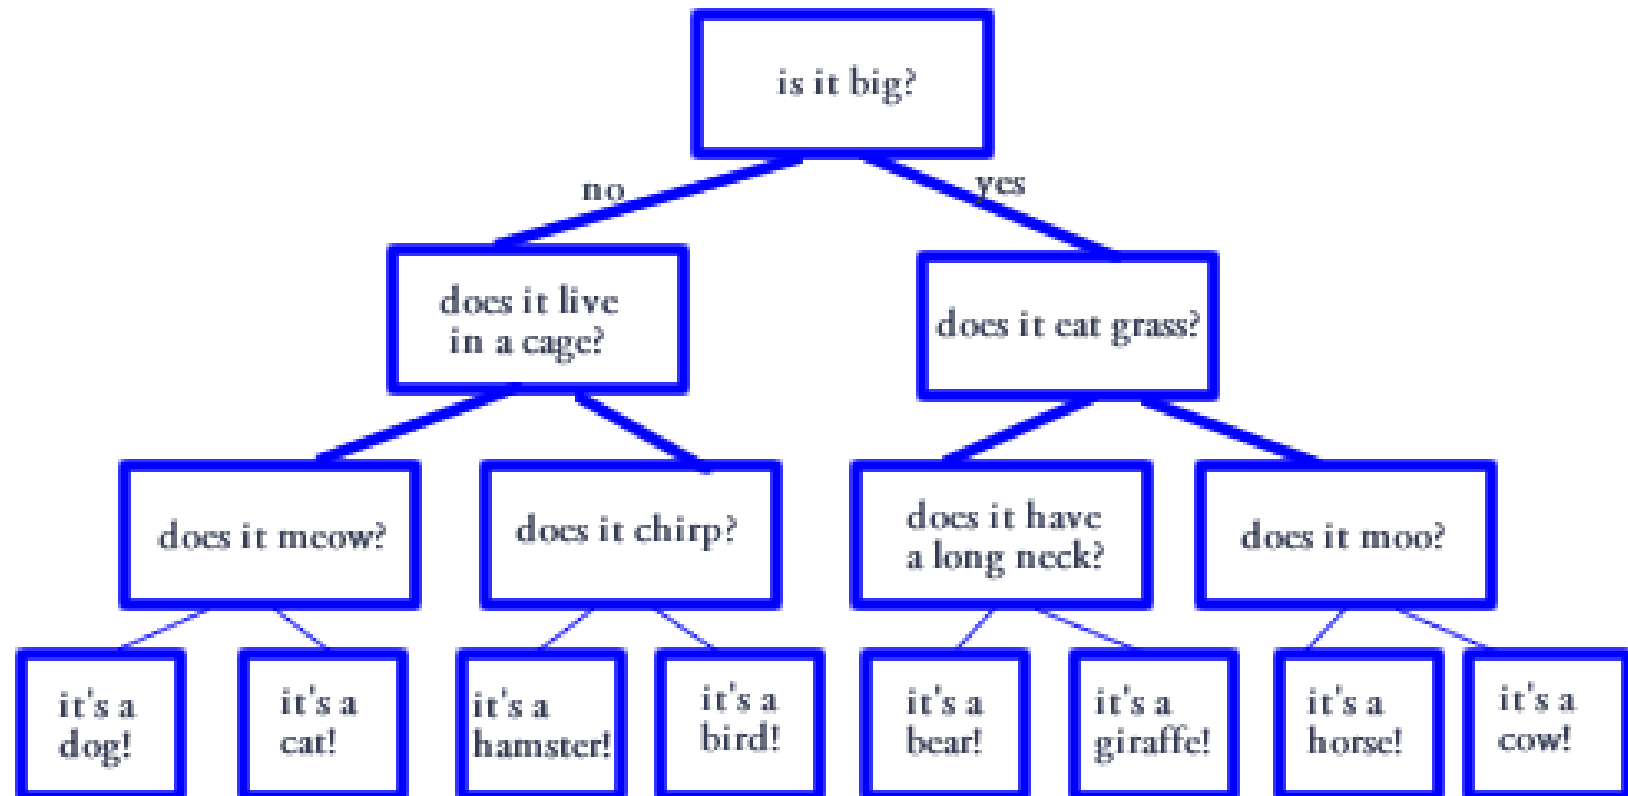 is it big?
no
yes
does it live
in a cage?
does it eat grass?
does it meow?
does it chirp?
does it have
a long neck?
does it moo?
it's a
dog!
it's a
cat!
it's a
hamster!
it's a
bird!
it's a
bear!
it's a
giraffe!
it's a
horse!
it's a
cow!